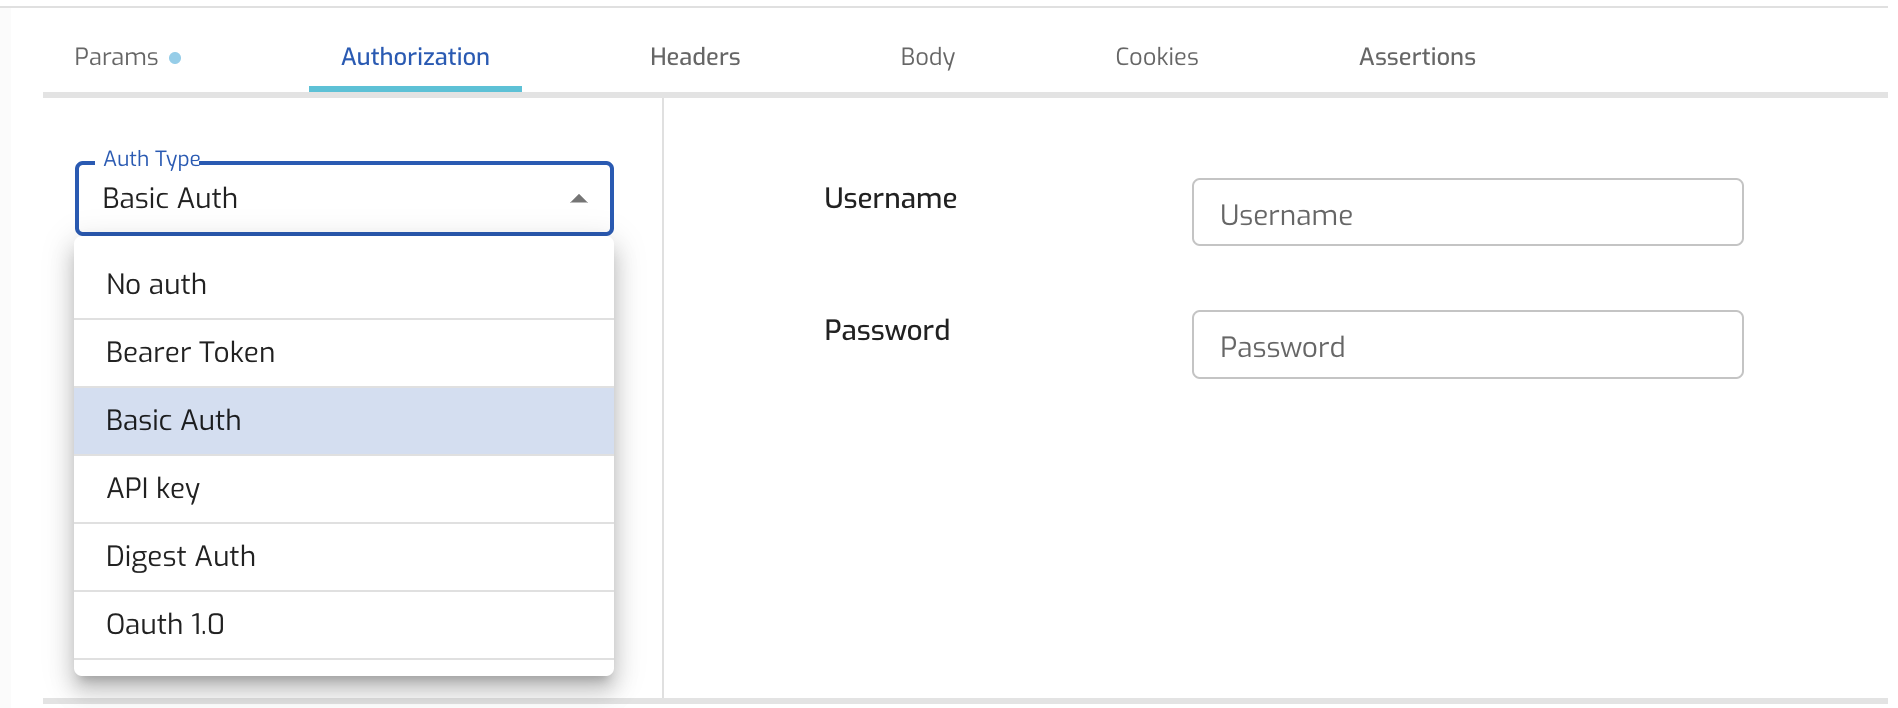 Params Authorization Headers Body Cookies Assertions
Auth Type
Basic Auth
No auth
Bearer Token
Basic Auth
API key
Digest Auth
Oauth 1.0
Username Username
Password Password